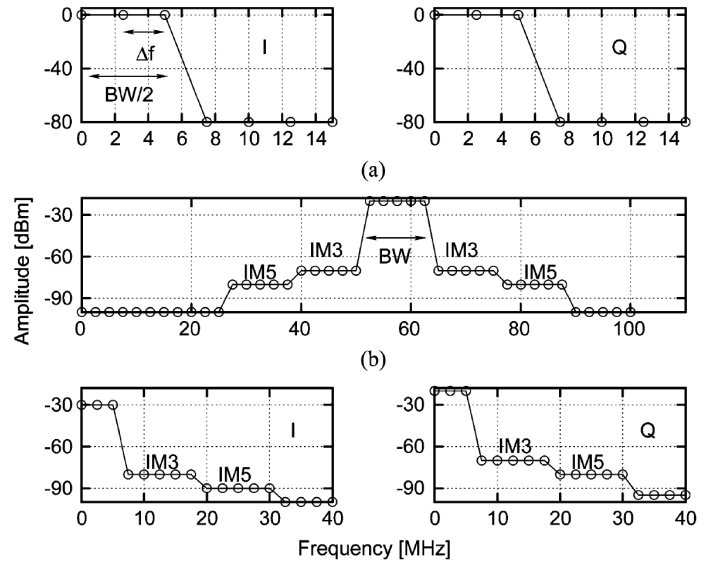 0
-40
-80
Δf
BW/2
I
0 2 4 6 8 10 12 14
0
-40
-80
Q
0 2 4 6 8 10 12 14
(a)
Amplitude [dBm]
-30
-60
-90
IM5
IM3
BW
IM3
IM5
0 20 40 60 80 100
(b)
-30
-60
-90
I
IM3
IM5
0 10 20 30 40
-30
-60
-90
Q
IM3
IM5
0 10 20 30 40
Frequency [MHz]